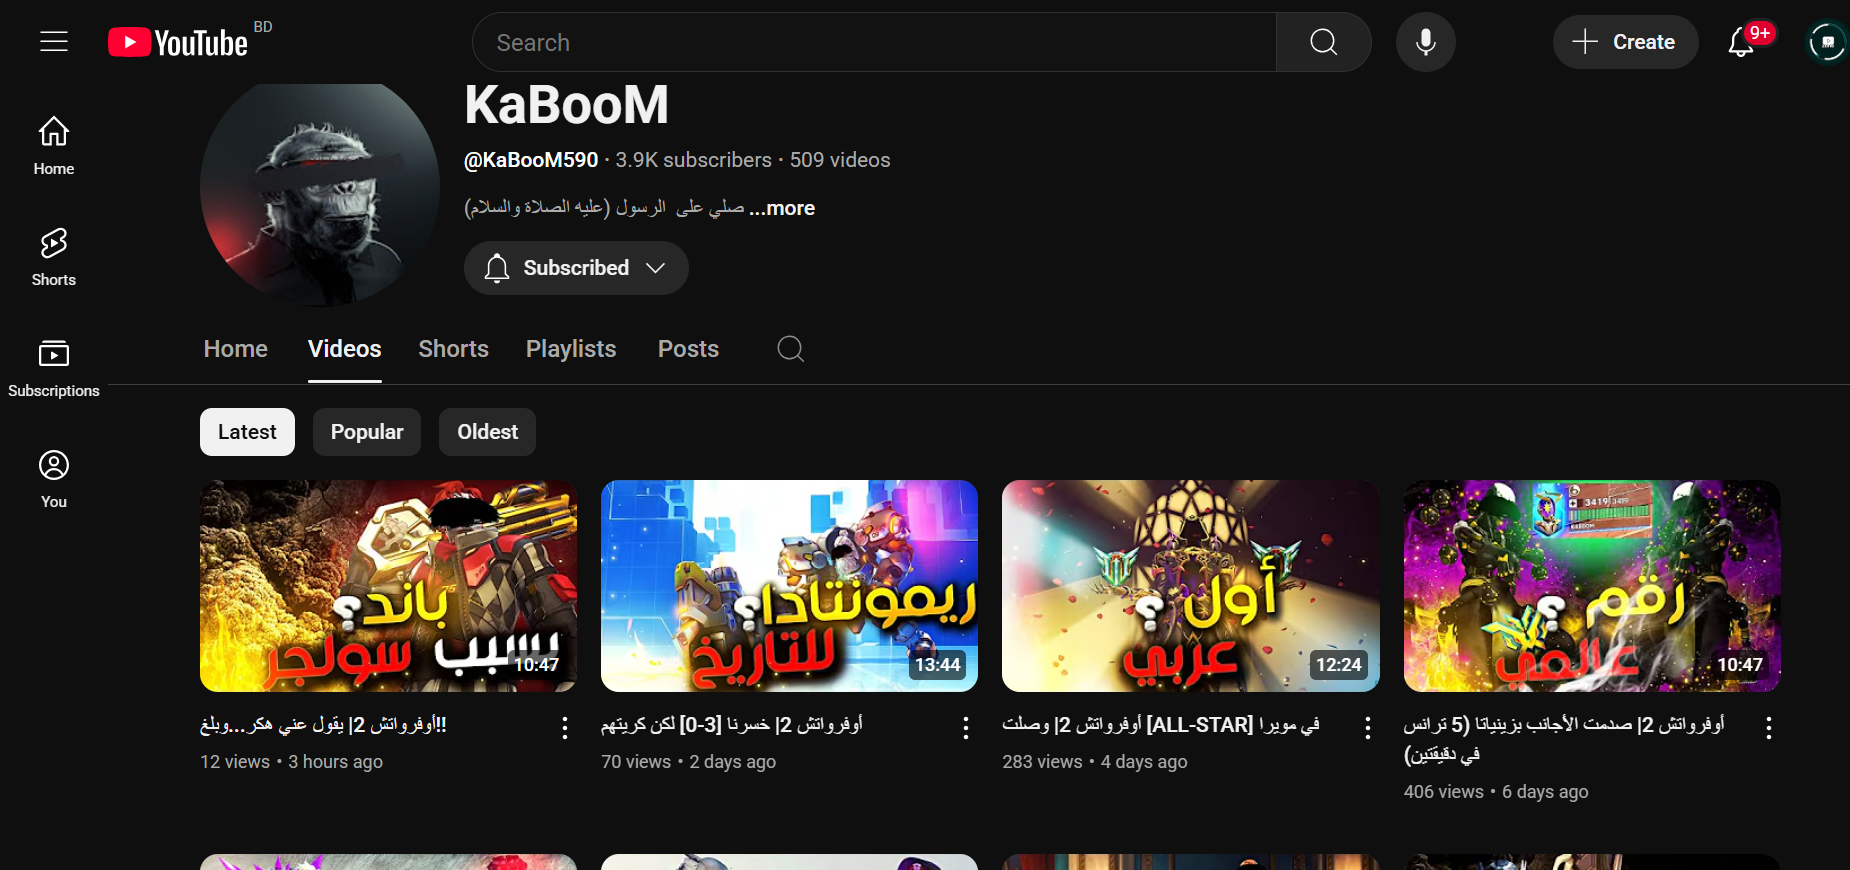 YouTube BD
Search
Create
9+
KaBooM
@KaBooM590 · 3.9K subscribers · 509 videos
صلي على الرسول (عليه الصلاة والسلام) ...more
Subscribed
Home
Shorts
Subscriptions
You
Home Videos Shorts Playlists Posts
Latest Popular Oldest
باند؟
بسبب سولجر
10:47
أوفرواتش 2| يقول عني هكر...وبلغ!!
12 views • 3 hours ago
ريمونتادا؟
للتاريخ
13:44
أوفرواتش 2| خسرنا [3-0] لكن كريتهم
70 views • 2 days ago
أول ؟
عربي
12:24
أوفرواتش 2| وصلت [ALL-STAR] في مويرا
283 views • 4 days ago
3419
رقم ؟
عالمي
10:47
أوفرواتش 2| صدمت الأجانب بزينياتا (5 ترانس
في دقيقتين)
406 views • 6 days ago